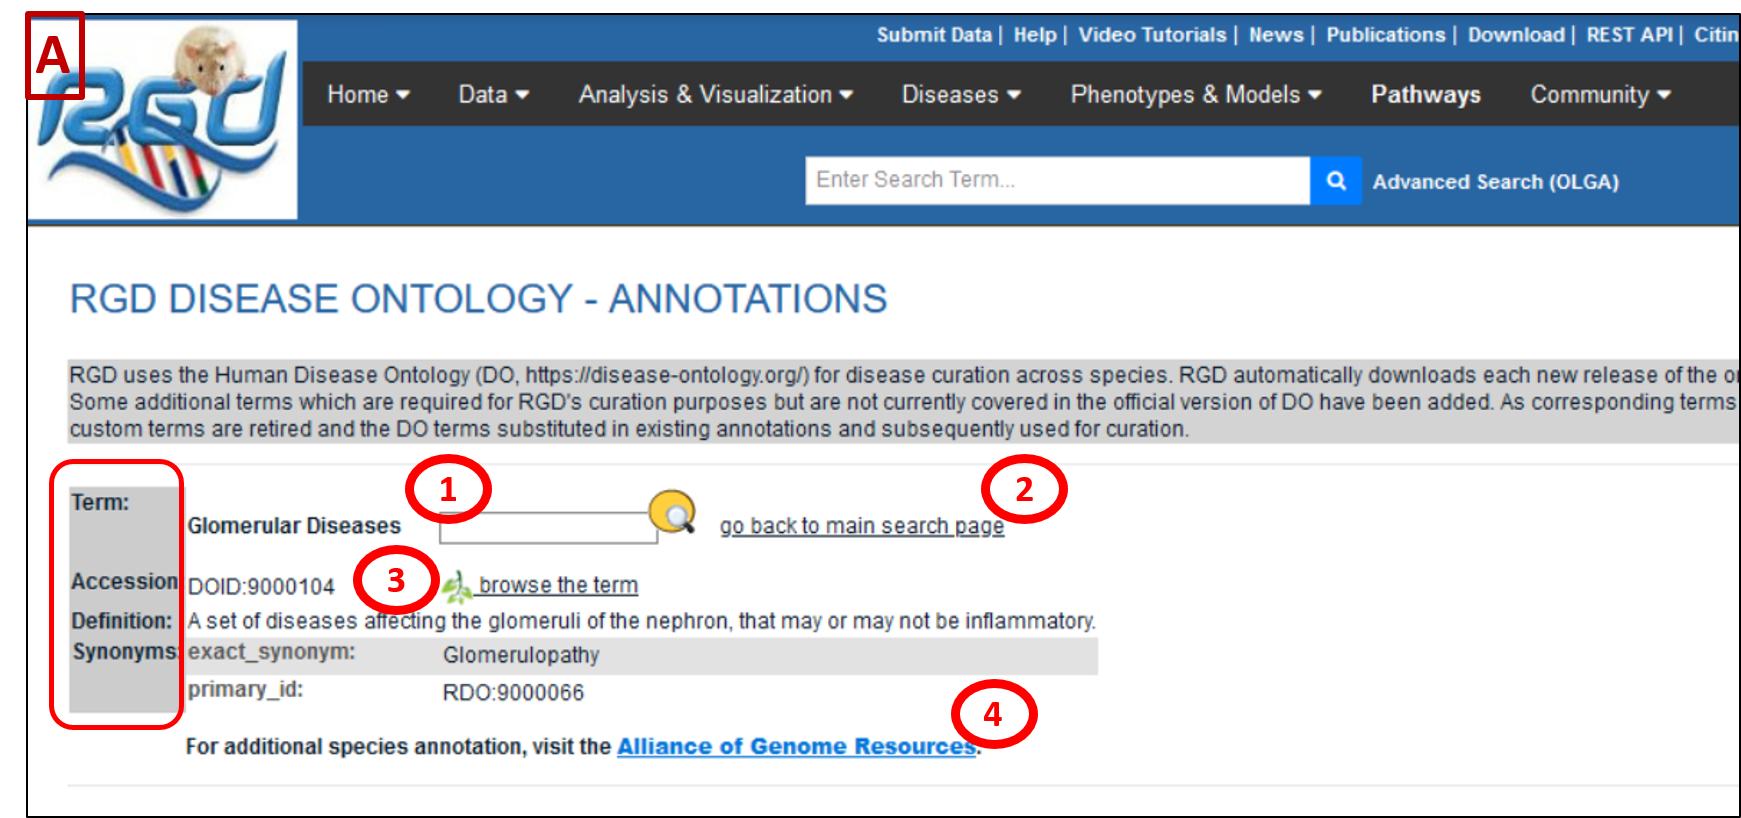 A
RGD
Submit Data | Help | Video Tutorials | News | Publications | Download | REST API | Citin
Home Data Analysis & Visualization Diseases Phenotypes & Models Pathways Community
Enter Search Term... Advanced Search (OLGA)
RGD DISEASE ONTOLOGY - ANNOTATIONS
RGD uses the Human Disease Ontology (DO, https://disease-ontology.org/) for disease curation across species. RGD automatically downloads each new release of the o
Some additional terms which are required for RGD's curation purposes but are not currently covered in the official version of DO have been added. As corresponding terms
custom terms are retired and the DO terms substituted in existing annotations and subsequently used for curation.
1 2
Term:
Glomerular Diseases go back to main search page
Accession DOID:9000104 3 browse the term
Definition: A set of diseases affecting the glomeruli of the nephron, that may or may not be inflammatory.
Synonyms: exact_synonym: Glomerulopathy
primary_id: RDO:9000066
4
For additional species annotation, visit the Alliance of Genome Resources.